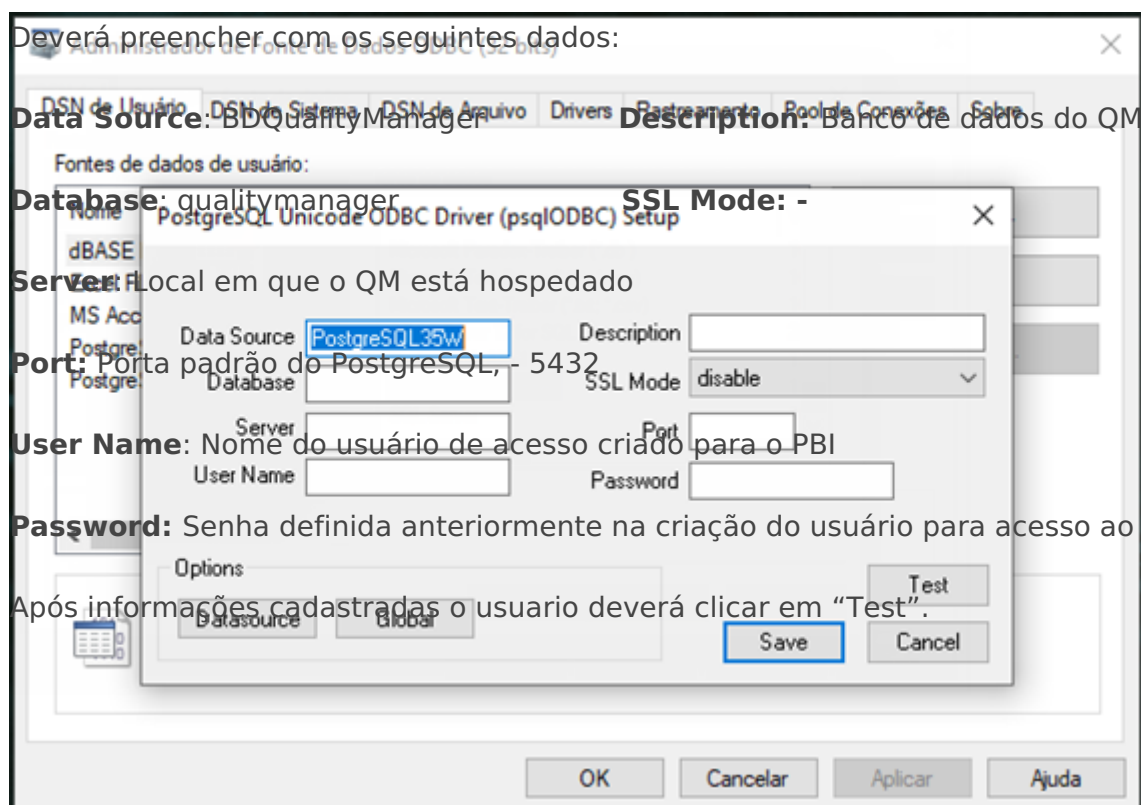 Deverá preencher com os seguintes dados:
Administrador de Fonte de Dados ODBC (32 bits)
DSN de Usuário DSN de Sistema DSN de Arquivo Drivers Rastreamento Pool de Conexões Sobre
Data Source: BDQualityManager Description: Banco de dados do QM
Fontes de dados de usuário:
Database: qualitymanager SSL Mode: -
Nome
PostgreSQL Unicode ODBC Driver (psqlODBC) Setup
dBASE
Server: Local em que o QM está hospedado
Excel
MS Acc
Data Source PostgreSQL35W Description
Postgre
Port: Porta padrão do PostgreSQL, - 5432
Postgre
Database SSL Mode disable
Server Port
User Name: Nome do usuário de acesso criado para o PBI
User Name Password
Password: Senha definida anteriormente na criação do usuário para acesso ao
Options
Test
Após informações cadastradas o usuario deverá clicar em “Test”.
Datasource Global
Save Cancel
OK Cancelar Aplicar Ajuda